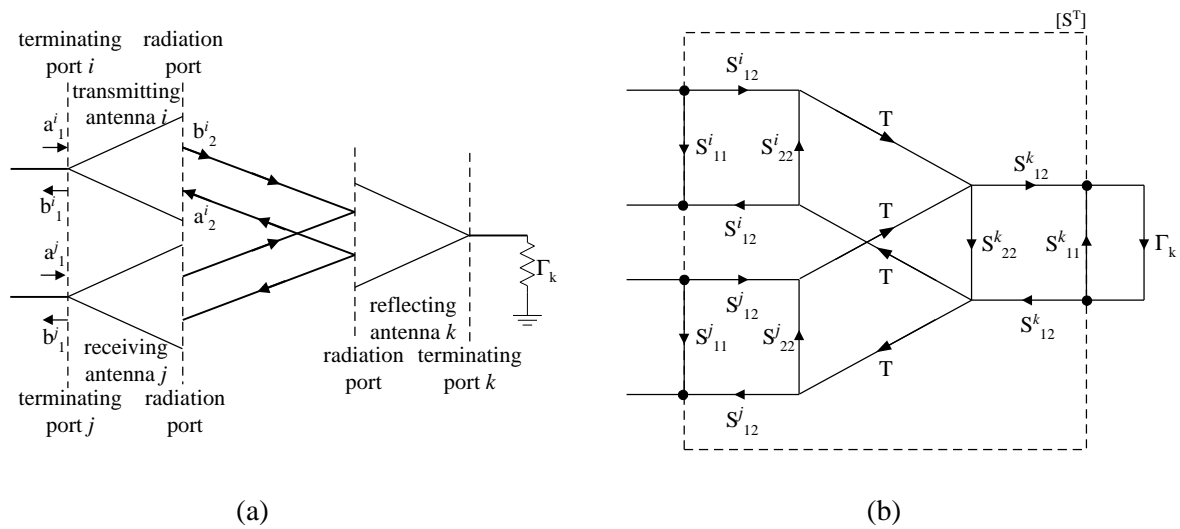 terminating
port i
radiation
port
transmitting
antenna i
a^i_1
b^i_1
b^i_2
a^i_2
a^j_1
b^j_1
receiving
antenna j
terminating
port j
radiation
port
reflecting
antenna k
radiation
port
terminating
port k
Γ_k
(a)
[S^T]
S^i_12
S^i_11
S^i_22
S^i_12
T
T
T
T
S^j_12
S^j_11
S^j_22
S^j_12
S^k_12
S^k_22
S^k_11
S^k_12
Γ_k
(b)